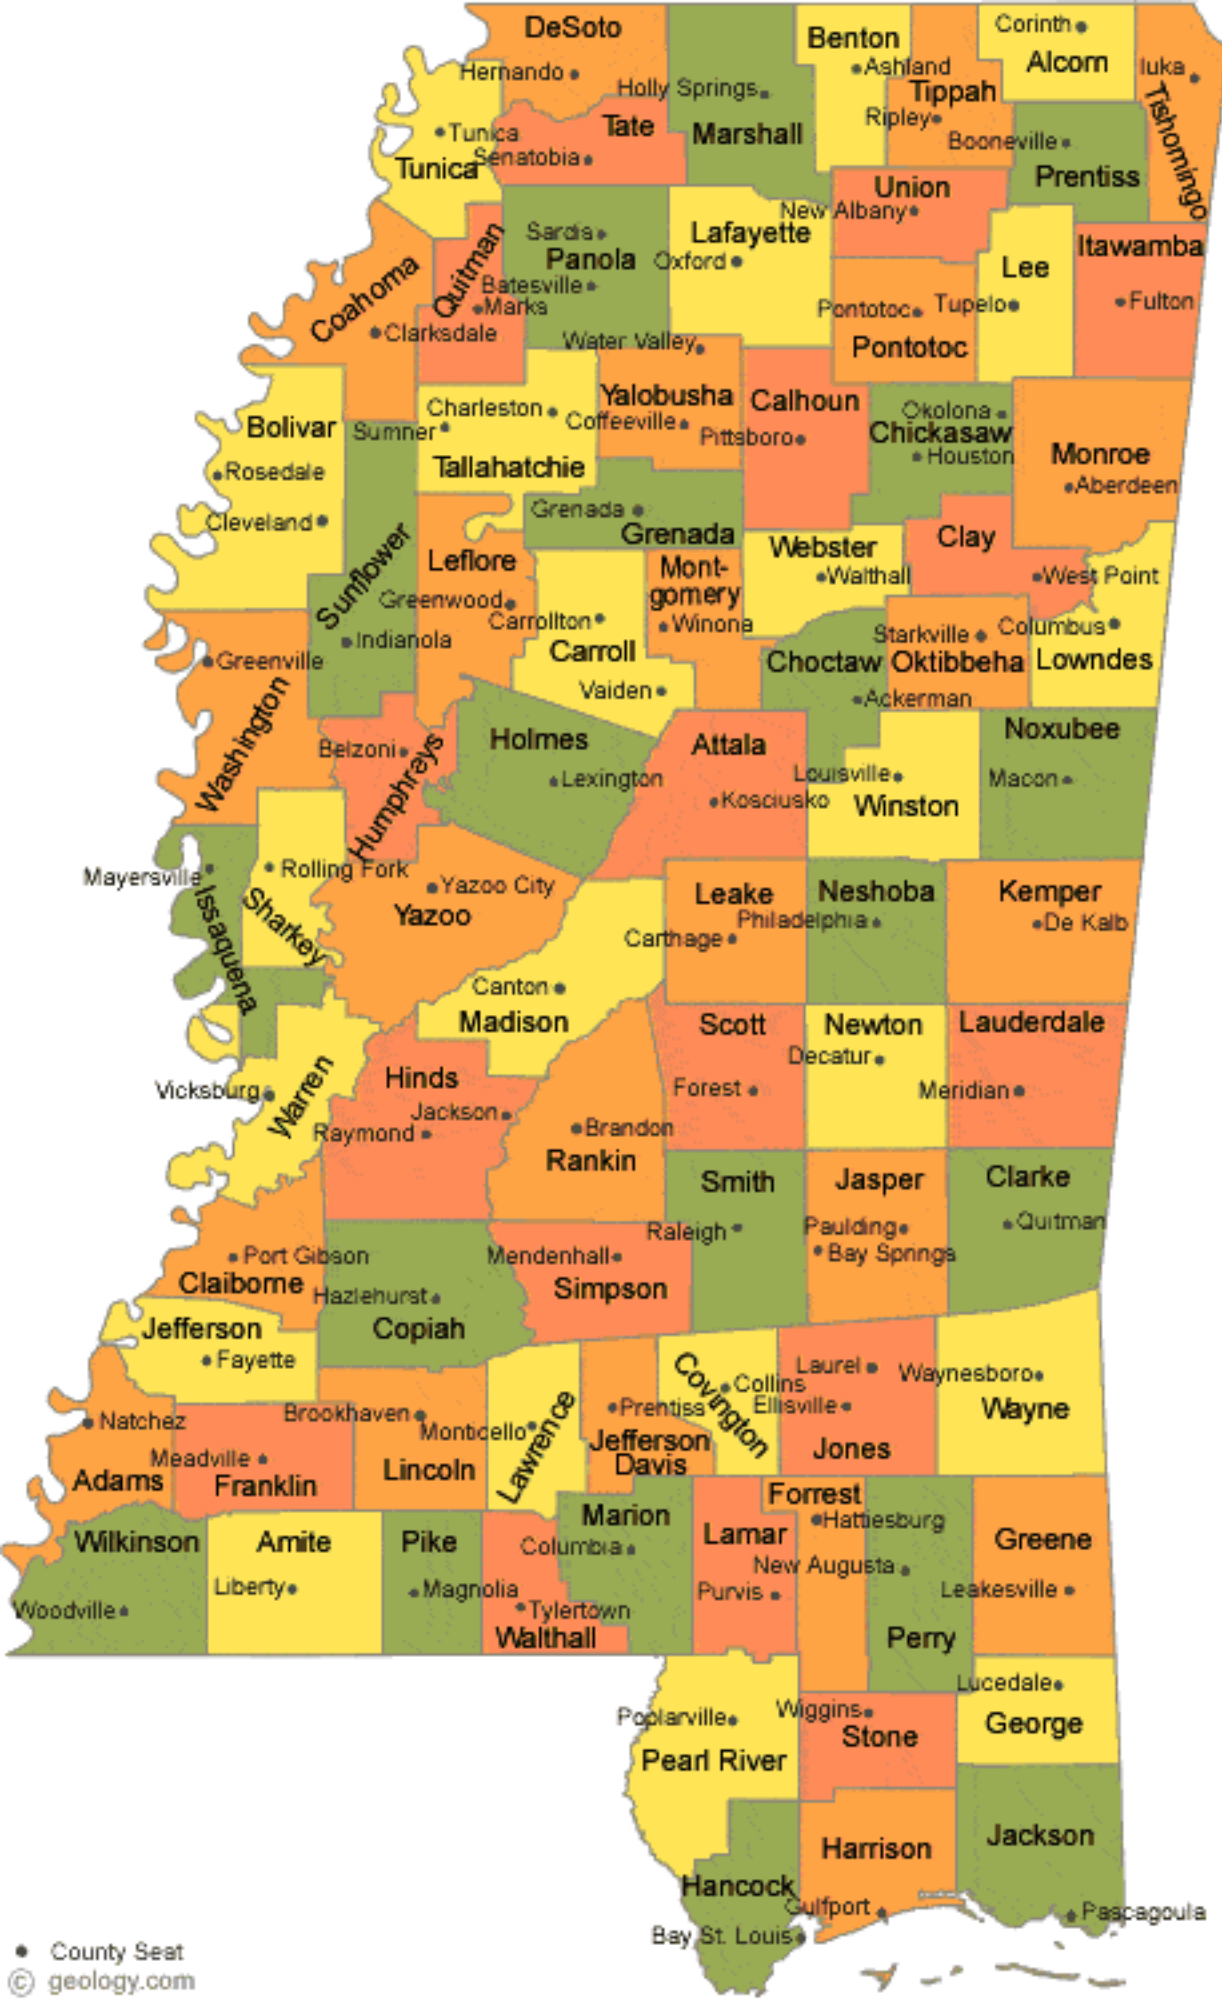 DeSoto
Hernando
Holly Springs
Marshall
Benton
Ashland
Corinth
Alcorn
Iuka
Tishomingo
Tippah
Ripley
Booneville
Prentiss
Tunica
Tunica
Tate
Senatobia
Union
New Albany
Sardis
Panola
Batesville
Lafayette
Oxford
Lee
Tupelo
Itawamba
Fulton
Coahoma
Clarksdale
Quitman
Marks
Pontotoc
Pontotoc
Water Valley
Yalobusha
Coffeeville
Calhoun
Pittsboro
Okolona
Chickasaw
Houston
Monroe
Aberdeen
Bolivar
Rosedale
Cleveland
Sumner
Charleston
Tallahatchie
Sunflower
Indianola
Grenada
Grenada
Leflore
Greenwood
Carrollton
Carroll
Vaiden
Mont-
gomery
Winona
Webster
Walthall
Clay
West Point
Columbus
Lowndes
Starkville
Oktibbeha
Choctaw
Ackerman
Greenville
Washington
Belzoni
Humphreys
Holmes
Lexington
Attala
Kosciusko
Louisville
Winston
Noxubee
Macon
Mayersville
Issaquena
Rolling Fork
Sharkey
Yazoo City
Yazoo
Leake
Carthage
Neshoba
Philadelphia
Kemper
De Kalb
Canton
Madison
Scott
Forest
Newton
Decatur
Lauderdale
Meridian
Vicksburg
Warren
Hinds
Jackson
Raymond
Brandon
Rankin
Smith
Raleigh
Jasper
Paulding
Bay Springs
Clarke
Quitman
Port Gibson
Claiborne
Hazlehurst
Copiah
Mendenhall
Simpson
Jefferson
Fayette
Natchez
Adams
Meadville
Franklin
Brookhaven
Lincoln
Monticello
Lawrence
Prentiss
Jefferson
Davis
Covington
Collins
Laurel
Ellisville
Jones
Waynesboro
Wayne
Wilkinson
Woodville
Amite
Liberty
Pike
Magnolia
Tylertown
Walthall
Marion
Columbia
Lamar
Purvis
Forrest
Hattiesburg
New Augusta
Perry
Greene
Leakesville
Lucedale
George
Poplarville
Pearl River
Wiggins
Stone
Harrison
Gulfport
Jackson
Pascagoula
Hancock
Bay St. Louis
County Seat
© geology.com